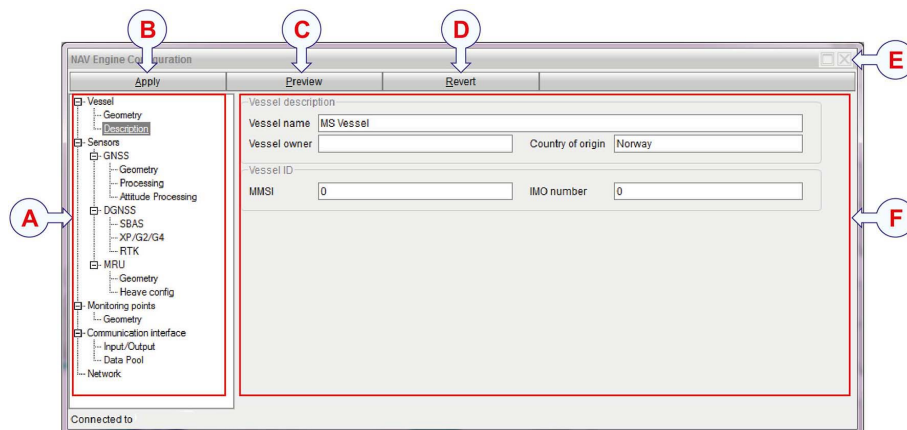 B C D
NAV Engine Configuration E
Apply Preview Revert
Vessel
Geometry
Description
Sensors
GNSS
Geometry
Processing
Attitude Processing
DGNSS
SBAS
XP/G2/G4
RTK
MRU
Geometry
Heave config
Monitoring points
Geometry
Communication interface
Input/Output
Data Pool
Network
Vessel description
Vessel name MS Vessel
Vessel owner Country of origin Norway
Vessel ID
MMSI 0 IMO number 0
A F
Connected to